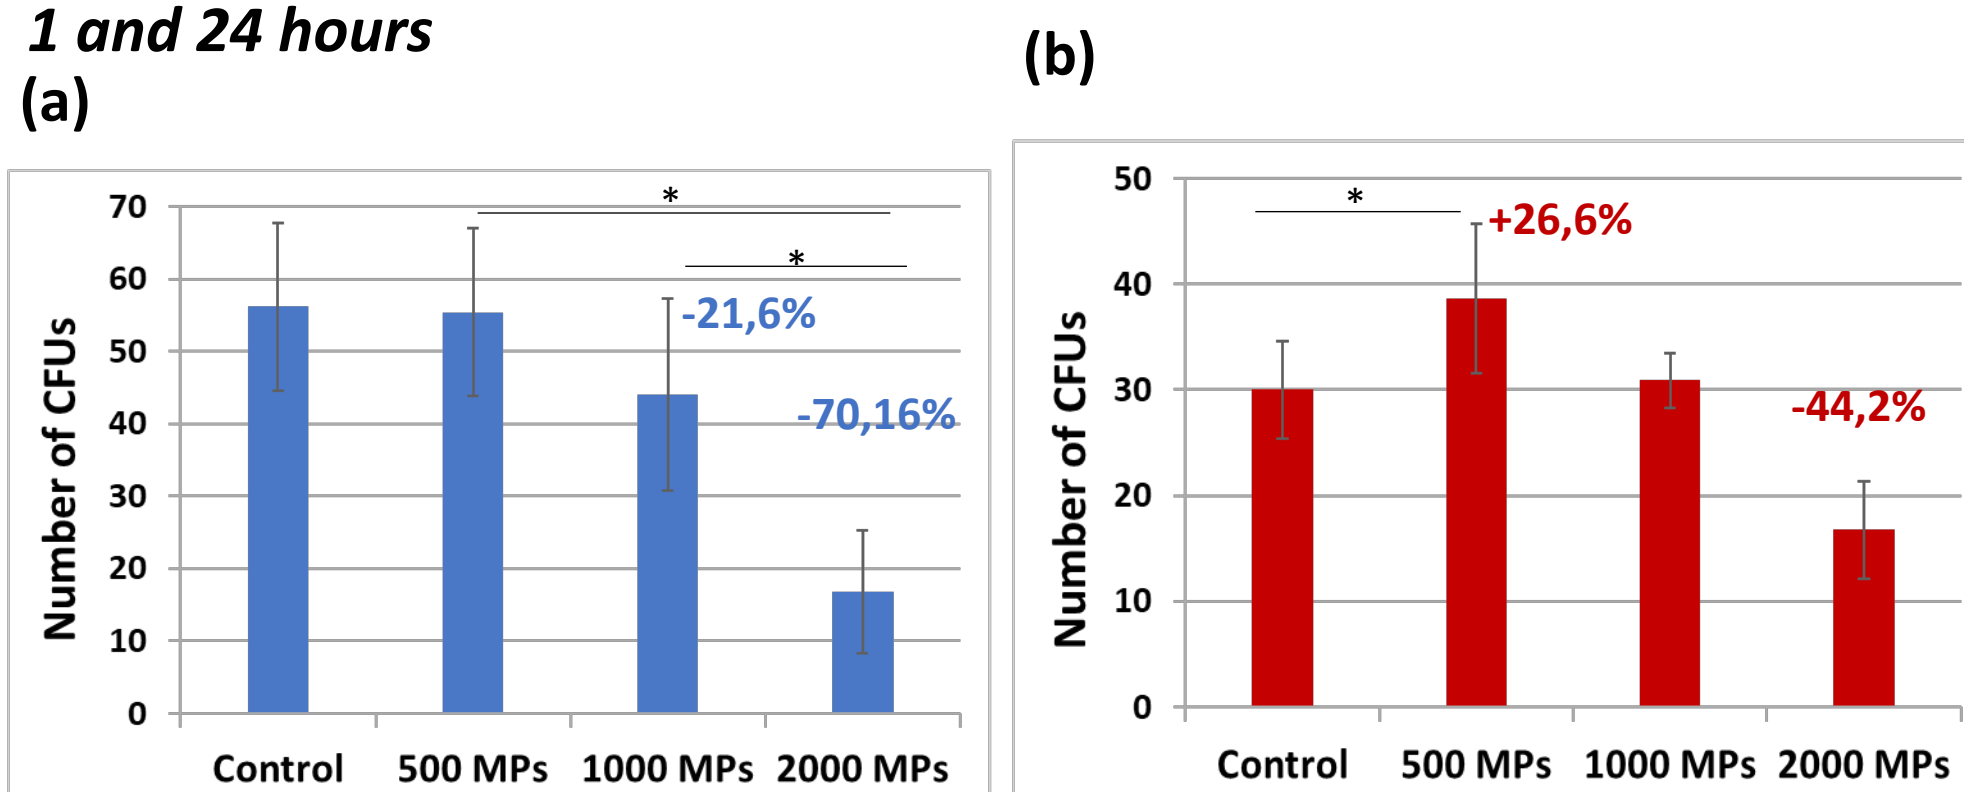 1 and 24 hours
(a)
Number of CFUs
70
60
50
40
30
20
10
0
*
*
-21,6%
-70,16%
Control
500 MPs
1000 MPs
2000 MPs
(b)
Number of CFUs
50
40
30
20
10
0
*
+26,6%
-44,2%
Control
500 MPs
1000 MPs
2000 MPs